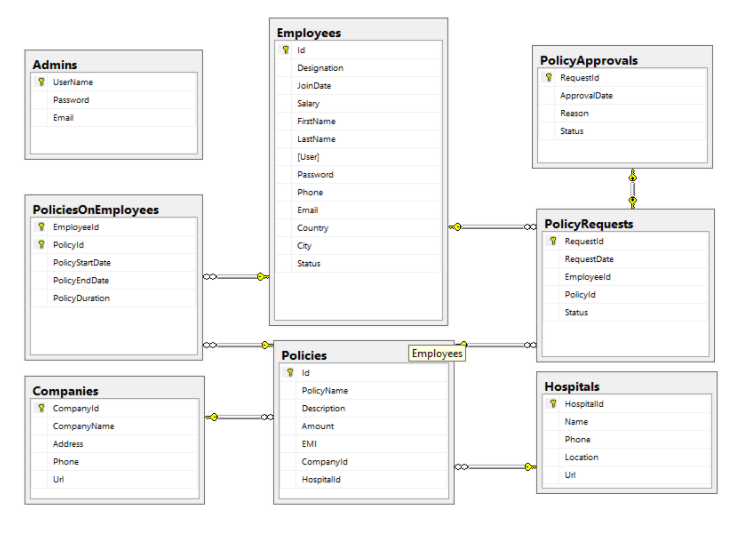 Admins
UserName
Password
Email
Employees
Id
Designation
JoinDate
Salary
FirstName
LastName
[User]
Password
Phone
Email
Country
City
Status
PolicyApprovals
RequestId
ApprovalDate
Reason
Status
PoliciesOnEmployees
EmployeeId
PolicyId
PolicyStartDate
PolicyEndDate
PolicyDuration
PolicyRequests
RequestId
RequestDate
EmployeeId
PolicyId
Status
Companies
CompanyId
CompanyName
Address
Phone
Url
Policies
Employees
Id
PolicyName
Description
Amount
EMI
CompanyId
HospitalId
Hospitals
HospitalId
Name
Phone
Location
Url